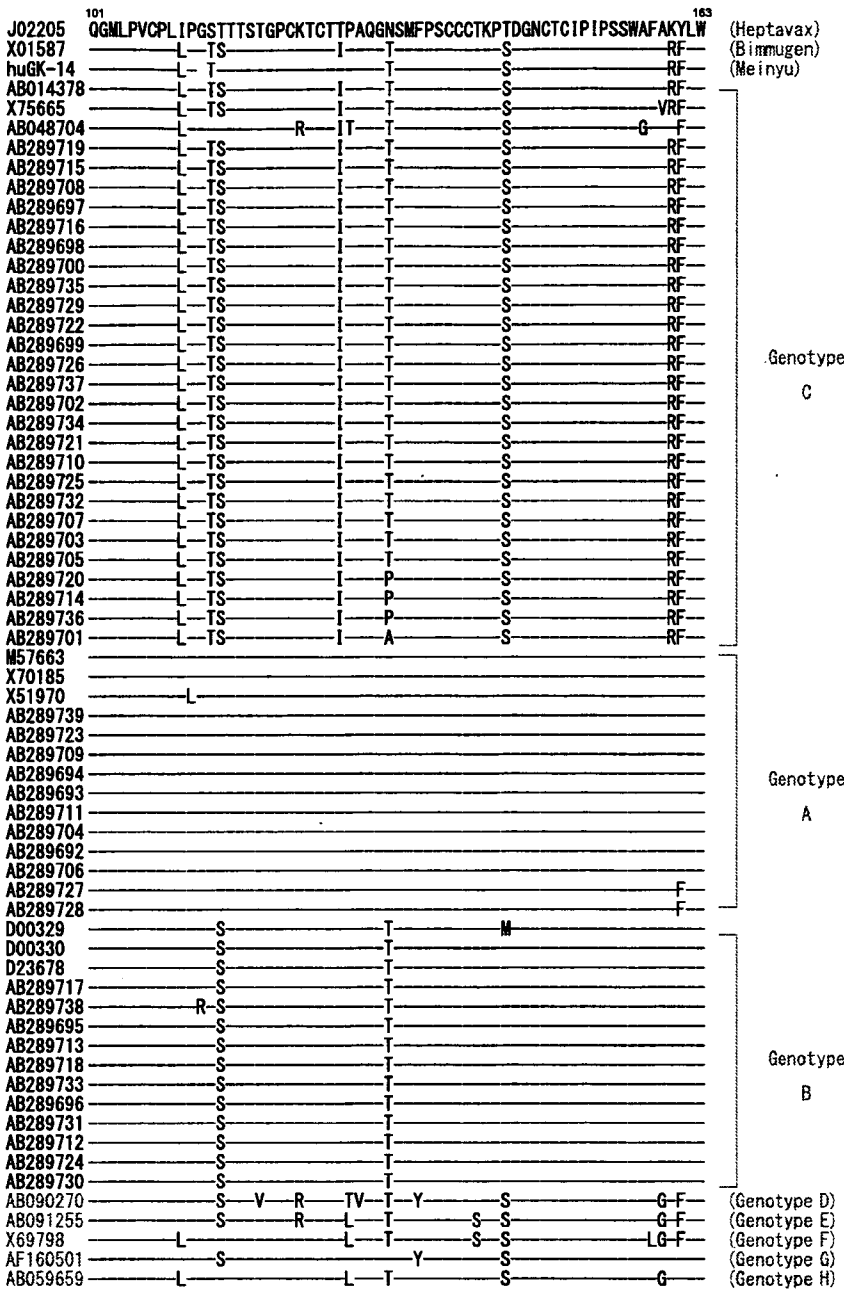 101 163
J02205 QGMLPVCPLIPGSTTTSTGPCKTCTTPAQGNSMFPSCCCTKPTDGNCTCIPIPSSWAFAKYLW (Heptavax)
X01587 —L—TS—I—T—RF— (Bimmugen)
huGK-14 —L—T—T—RF— (Meinyu)
AB014378 —L—TS—I—T—S—RF—
X75665 —L—TS—I—T—S—VRF—
AB048704 —L—R—IT—T—S—G—F—
AB289719 —L—TS—I—T—S—RF—
AB289715 —L—TS—I—T—S—RF—
AB289708 —L—TS—I—T—S—RF—
AB289697 —L—TS—I—T—S—RF—
AB289716 —L—TS—I—T—S—RF—
AB289698 —L—TS—I—T—S—RF—
AB289700 —L—TS—I—T—S—RF—
AB289735 —L—TS—I—T—S—RF—
AB289729 —L—TS—I—T—S—RF—
AB289722 —L—TS—I—T—S—RF—
AB289699 —L—TS—I—T—S—RF—
AB289726 —L—TS—I—T—S—RF—
Genotype
AB289737 —L—TS—I—T—S—RF—
AB289702 —L—TS—I—T—S—RF—
C
AB289734 —L—TS—I—T—S—RF—
AB289721 —L—TS—I—T—S—RF—
AB289710 —L—TS—I—T—S—RF—
AB289725 —L—TS—I—T—S—RF—
AB289732 —L—TS—I—T—S—RF—
AB289707 —L—TS—I—T—S—RF—
AB289703 —L—TS—I—T—S—RF—
AB289705 —L—TS—I—T—S—RF—
AB289720 —L—TS—I—P—S—RF—
AB289714 —L—TS—I—P—S—RF—
AB289736 —L—TS—I—P—S—RF—
AB289701 —L—TS—I—A—S—RF—
M57663 —
X70185 —
X51970 —L—
AB289739 —
AB289723 —
AB289709 —
AB289694 —
Genotype
AB289693 —
AB289711 —
A
AB289704 —
AB289692 —
AB289706 —
AB289727 —F—
AB289728 —F—
D00329 —S—T—M—
D00330 —S—T—
D23678 —S—T—
AB289717 —S—T—
AB289738 —R-S—T—
AB289695 —S—T—
AB289713 —S—T—
AB289718 —S—T—
Genotype
AB289733 —S—T—
AB289696 —S—T—
B
AB289731 —S—T—
AB289712 —S—T—
AB289724 —S—T—
AB289730 —S—T—
AB090270 —S—V—R—TV—T—Y—S—G-F— (Genotype D)
AB091255 —S—R—L—T—S—S—G-F— (Genotype E)
X69798 —L—L—T—S—S—LG-F— (Genotype F)
AF160501 —S—Y—S— (Genotype G)
AB059659 —L—L—T—S—G— (Genotype H)